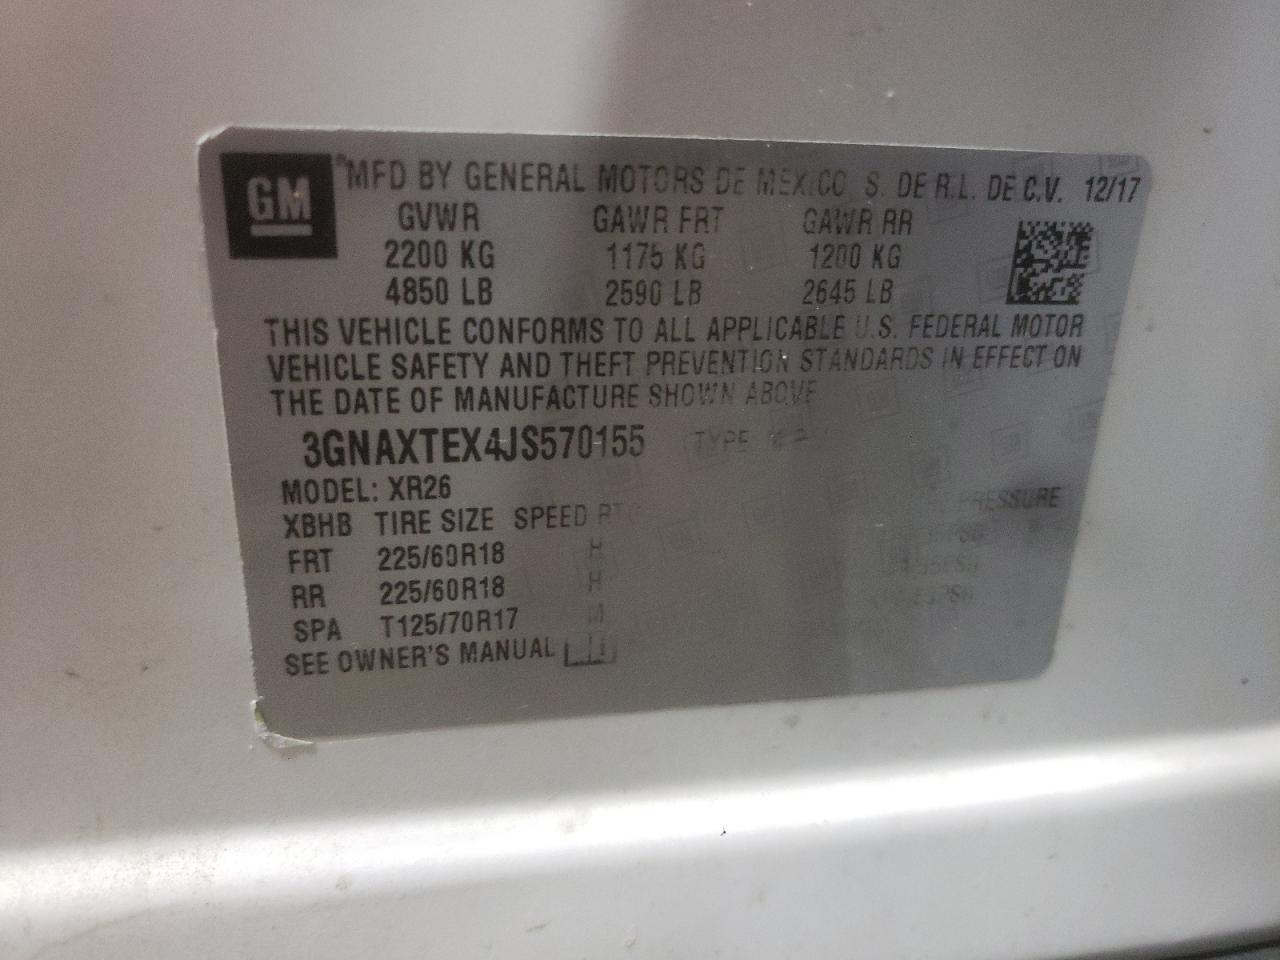 GM
®MFD BY GENERAL MOTORS DE MEXICO S. DE R.L. DE C.V. 12/17
GVWR GAWR FRT GAWR RR
2200 KG 1175 KG 1200 KG
4850 LB 2590 LB 2645 LB
THIS VEHICLE CONFORMS TO ALL APPLICABLE U.S. FEDERAL MOTOR
VEHICLE SAFETY AND THEFT PREVENTION STANDARDS IN EFFECT ON
THE DATE OF MANUFACTURE SHOWN ABOVE
3GNAXTEX4JS570155 TYPE
MODEL: XR26
XBHB TIRE SIZE SPEED RTG PRESSURE
FRT 225/60R18 H
RR 225/60R18 H
SPA T125/70R17 M
SEE OWNER'S MANUAL